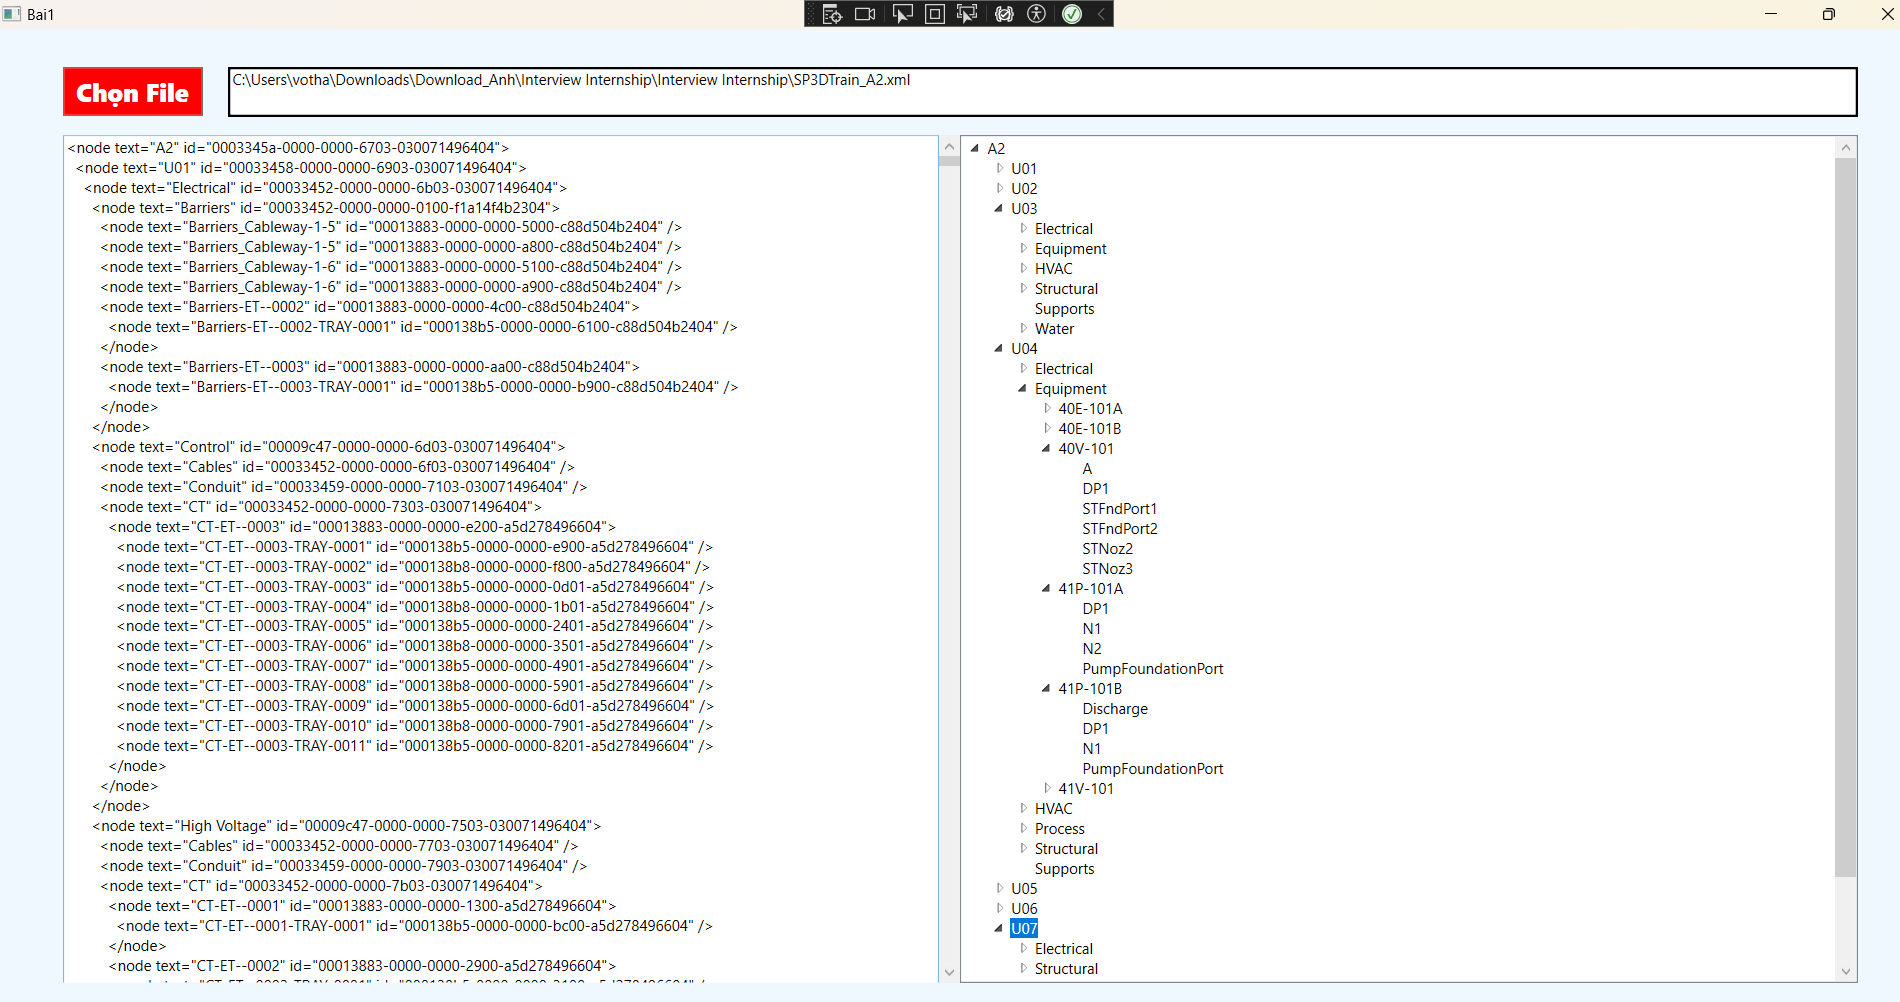 Bai1
Chọn File
C:\Users\votha\Downloads\Download_Anh\Interview Internship\Interview Internship\SP3DTrain_A2.xml
<node text="A2" id="0003345a-0000-0000-6703-030071496404">
<node text="U01" id="00033458-0000-0000-6903-030071496404">
<node text="Electrical" id="00033452-0000-0000-6b03-030071496404">
<node text="Barriers" id="00033452-0000-0000-0100-f1a14f4b2304">
<node text="Barriers_Cableway-1-5" id="00013883-0000-0000-5000-c88d504b2404" />
<node text="Barriers_Cableway-1-5" id="00013883-0000-0000-a800-c88d504b2404" />
<node text="Barriers_Cableway-1-6" id="00013883-0000-0000-5100-c88d504b2404" />
<node text="Barriers_Cableway-1-6" id="00013883-0000-0000-a900-c88d504b2404" />
<node text="Barriers-ET--0002" id="00013883-0000-0000-4c00-c88d504b2404">
<node text="Barriers-ET--0002-TRAY-0001" id="000138b5-0000-0000-6100-c88d504b2404" />
</node>
<node text="Barriers-ET--0003" id="00013883-0000-0000-aa00-c88d504b2404">
<node text="Barriers-ET--0003-TRAY-0001" id="000138b5-0000-0000-b900-c88d504b2404" />
</node>
</node>
<node text="Control" id="00009c47-0000-0000-6d03-030071496404">
<node text="Cables" id="00033452-0000-0000-6f03-030071496404" />
<node text="Conduit" id="00033459-0000-0000-7103-030071496404" />
<node text="CT" id="00033452-0000-0000-7303-030071496404">
<node text="CT-ET--0003" id="00013883-0000-0000-e200-a5d278496604">
<node text="CT-ET--0003-TRAY-0001" id="000138b5-0000-0000-e900-a5d278496604" />
<node text="CT-ET--0003-TRAY-0002" id="000138b8-0000-0000-f800-a5d278496604" />
<node text="CT-ET--0003-TRAY-0003" id="000138b5-0000-0000-0d01-a5d278496604" />
<node text="CT-ET--0003-TRAY-0004" id="000138b8-0000-0000-1b01-a5d278496604" />
<node text="CT-ET--0003-TRAY-0005" id="000138b5-0000-0000-2401-a5d278496604" />
<node text="CT-ET--0003-TRAY-0006" id="000138b8-0000-0000-3501-a5d278496604" />
<node text="CT-ET--0003-TRAY-0007" id="000138b5-0000-0000-4901-a5d278496604" />
<node text="CT-ET--0003-TRAY-0008" id="000138b8-0000-0000-5901-a5d278496604" />
<node text="CT-ET--0003-TRAY-0009" id="000138b5-0000-0000-6d01-a5d278496604" />
<node text="CT-ET--0003-TRAY-0010" id="000138b8-0000-0000-7901-a5d278496604" />
<node text="CT-ET--0003-TRAY-0011" id="000138b5-0000-0000-8201-a5d278496604" />
</node>
</node>
</node>
<node text="High Voltage" id="00009c47-0000-0000-7503-030071496404">
<node text="Cables" id="00033452-0000-0000-7703-030071496404" />
<node text="Conduit" id="00033459-0000-0000-7903-030071496404" />
<node text="CT" id="00033452-0000-0000-7b03-030071496404">
<node text="CT-ET--0001" id="00013883-0000-0000-1300-a5d278496604">
<node text="CT-ET--0001-TRAY-0001" id="000138b5-0000-0000-bc00-a5d278496604" />
</node>
<node text="CT-ET--0002" id="00013883-0000-0000-2900-a5d278496604">
A2
U01
U02
U03
Electrical
Equipment
HVAC
Structural
Supports
Water
U04
Electrical
Equipment
40E-101A
40E-101B
40V-101
A
DP1
STFndPort1
STFndPort2
STNoz2
STNoz3
41P-101A
DP1
N1
N2
PumpFoundationPort
41P-101B
Discharge
DP1
N1
PumpFoundationPort
41V-101
HVAC
Process
Structural
Supports
U05
U06
U07
Electrical
Structural